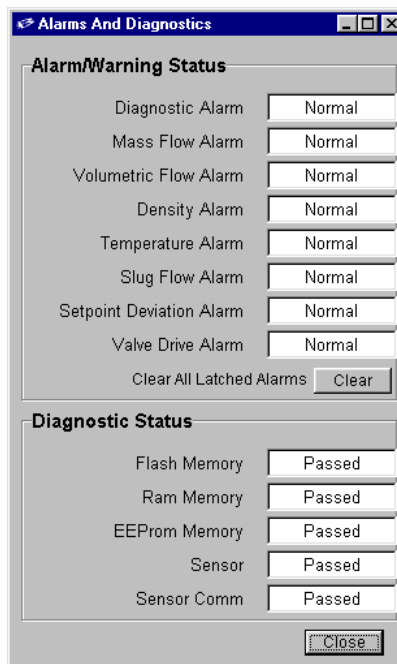 Alarms And Diagnostics
Alarm/Warning Status
Diagnostic Alarm Normal
Mass Flow Alarm Normal
Volumetric Flow Alarm Normal
Density Alarm Normal
Temperature Alarm Normal
Slug Flow Alarm Normal
Setpoint Deviation Alarm Normal
Valve Drive Alarm Normal
Clear All Latched Alarms Clear
Diagnostic Status
Flash Memory Passed
Ram Memory Passed
EEProm Memory Passed
Sensor Passed
Sensor Comm Passed
Close